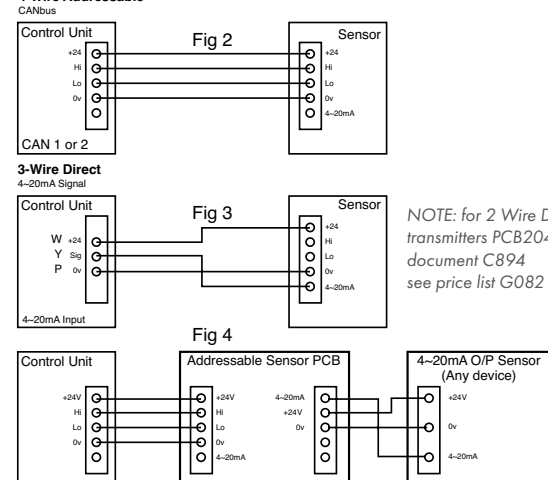 4-Wire Addressable
CANbus
Control Unit
Fig 2
Sensor
+24
Hi
Lo
0v
+24
Hi
Lo
0v
4~20mA
CAN 1 or 2
3-Wire Direct
4~20mA Signal
Control Unit
Fig 3
Sensor
W +24
Y Sig
P 0v
+24
Hi
Lo
0v
4~20mA
4~20mA Input
NOTE: for 2 Wire
transmitters PCB204
document C894
see price list G082
Fig 4
Control Unit
Addressable Sensor PCB
4~20mA O/P Sensor
(Any device)
+24V
Hi
Lo
0v
+24V
Hi
Lo
0v
4~20mA
4~20mA
+24V
0v
+24V
0v
4~20mA